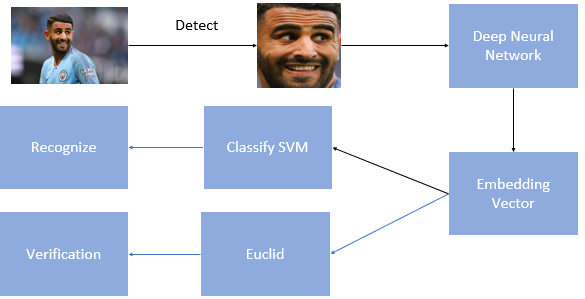 Detect
Deep Neural
Network
Recognize
Classify SVM
Embedding
Vector
Verification
Euclid